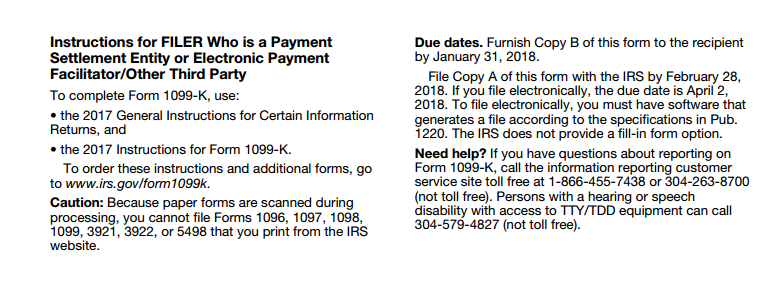 Instructions for FILER Who is a Payment
Settlement Entity or Electronic Payment
Facilitator/Other Third Party
To complete Form 1099-K, use:
• the 2017 General Instructions for Certain Information
Returns, and
• the 2017 Instructions for Form 1099-K.
To order these instructions and additional forms, go
to www.irs.gov/form1099k.
Caution: Because paper forms are scanned during
processing, you cannot file Forms 1096, 1097, 1098,
1099, 3921, 3922, or 5498 that you print from the IRS
website.
Due dates. Furnish Copy B of this form to the recipient
by January 31, 2018.
File Copy A of this form with the IRS by February 28,
2018. If you file electronically, the due date is April 2,
2018. To file electronically, you must have software that
generates a file according to the specifications in Pub.
1220. The IRS does not provide a fill-in form option.
Need help? If you have questions about reporting on
Form 1099-K, call the information reporting customer
service site toll free at 1-866-455-7438 or 304-263-8700
(not toll free). Persons with a hearing or speech
disability with access to TTY/TDD equipment can call
304-579-4827 (not toll free).